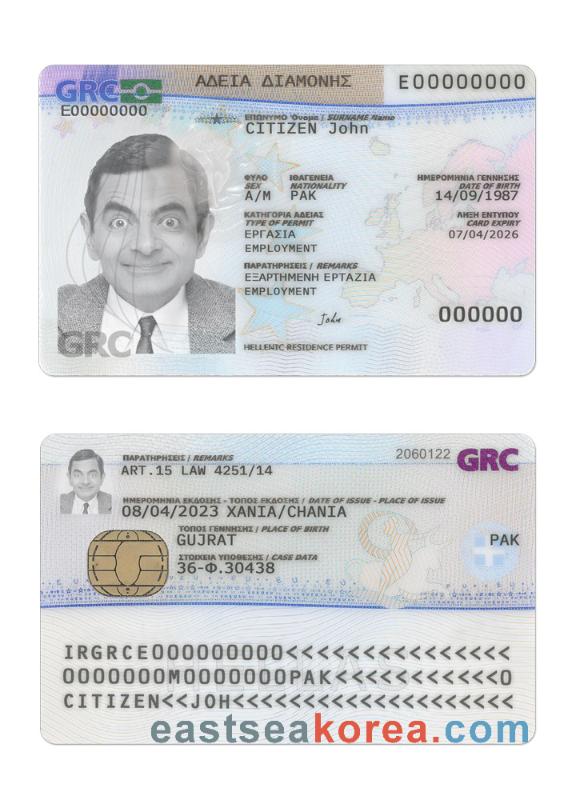 GRC
ΑΔΕΙΑ ΔΙΑΜΟΝΗΣ
E00000000
E00000000
ΕΠΩΝΥΜΟ Όνομα / SURNAME Name
CITIZEN John
ΦΥΛΟ ΙΘΑΓΕΝΕΙΑ ΗΜΕΡΟΜΗΝΙΑ ΓΕΝΝΗΣΗΣ
SEX NATIONALITY DATE OF BIRTH
A/M PAK 14/09/1987
ΚΑΤΗΓΟΡΙΑ ΑΔΕΙΑΣ ΛΗΞΗ ΕΝΤΥΠΟΥ
TYPE OF PERMIT CARD EXPIRY
ΕΡΓΑΣΙΑ 07/04/2026
EMPLOYMENT
ΠΑΡΑΤΗΡΗΣΕΙΣ / REMARKS
ΕΞΑΡΤΗΜΕΝΗ ΕΡΤΑΖΙΑ
EMPLOYMENT
John
000000
GRC
HELLENIC RESIDENCE PERMIT
2060122 GRC
ΠΑΡΑΤΗΡΗΣΕΙΣ / REMARKS
ART.15 LAW 4251/14
ΗΜΕΡΟΜΗΝΙΑ ΕΚΔΟΣΗΣ - ΤΟΠΟΣ ΕΚΔΟΣΗΣ / DATE OF ISSUE - PLACE OF ISSUE
08/04/2023 ΧΑΝΙΑ/CHANIA
ΤΟΠΟΣ ΓΕΝΝΗΣΗΣ / PLACE OF BIRTH
GUJRAT PAK
ΣΤΟΙΧΕΙΑ ΥΠΟΘΕΣΗΣ / CASE DATA
36-Φ.30438
IRGRCE000000000<<<<<<<<<<<<<<<
0000000M0000000PAK<<<<<<<<<<<0
CITIZEN<<JOH<<<<<<<<<<<<<<<<<<
eastseakorea.com